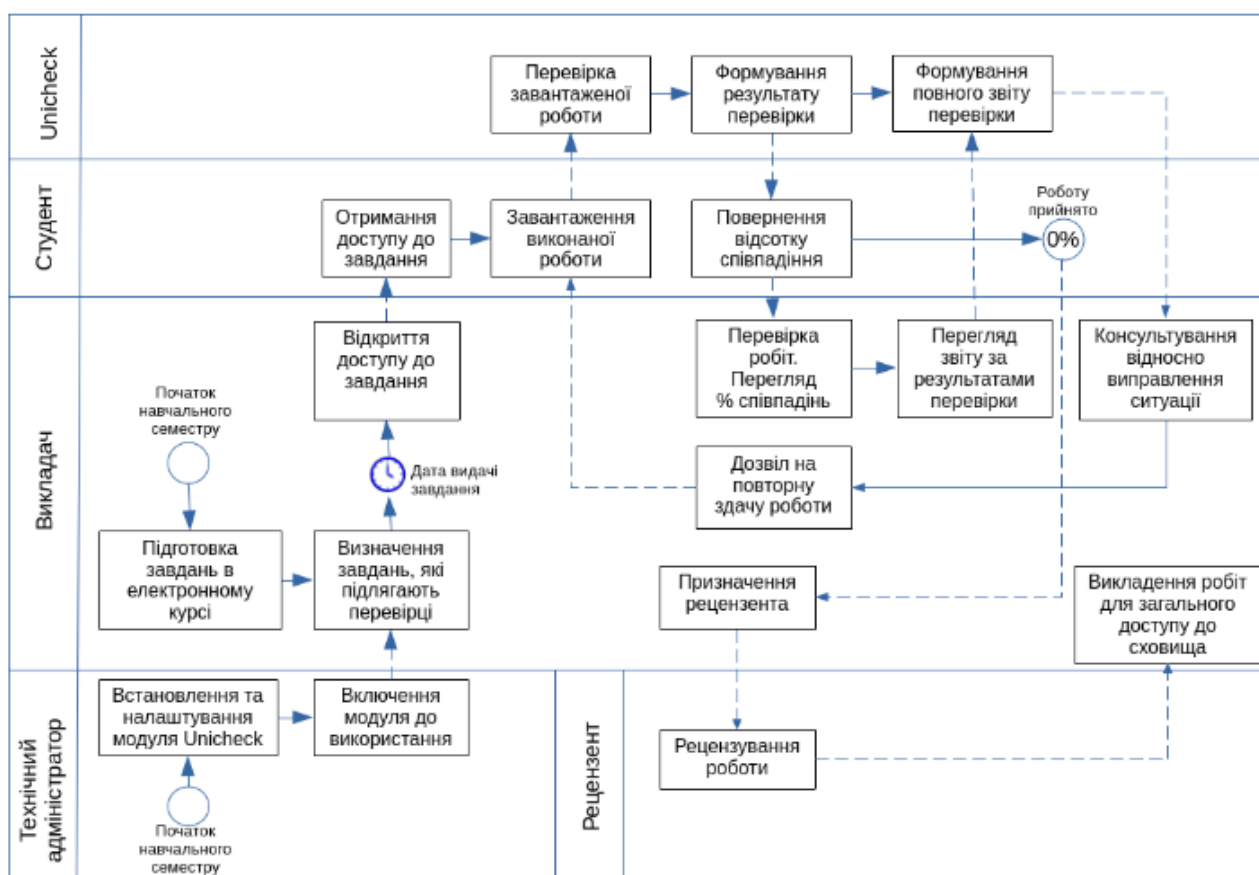 Unicheck
Перевірка
завантаженої
роботи
Формування
результату
перевірки
Формування
повного звіту
перевірки
Студент
Отримання
доступу до
завдання
Завантаження
виконаної
роботи
Повернення
відсотку
співпадіння
Роботу
прийнято
0%
Викладач
Відкриття
доступу до
завдання
Перевірка
робіт.
Перегляд
% співпадінь
Перегляд
звіту за
результатами
перевірки
Консультування
відносно
виправлення
ситуації
Початок
навчального
семестру
Дата видачі
завдання
Дозвіл на
повторну
здачу роботи
Підготовка
завдань в
електронному
курсі
Визначення
завдань, які
підлягають
перевірці
Призначення
рецензента
Викладення робіт
для загального
доступу до
сховища
Технічний
адміністратор
Встановлення та
налаштування
модуля Unicheck
Включення
модуля до
використання
Початок
навчального
семестру
Рецензент
Рецензування
роботи